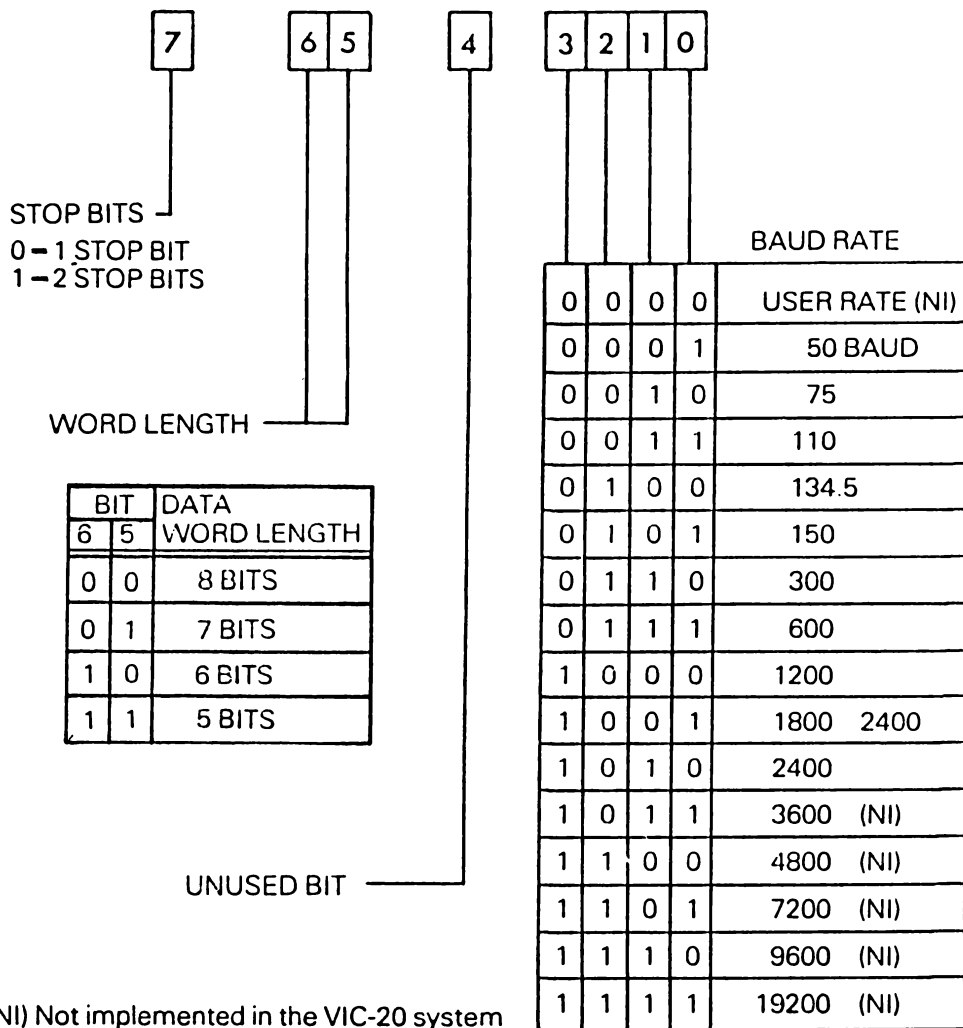 7 6 5 4 3 2 1 0
STOP BITS
0–1 STOP BIT
1–2 STOP BITS
WORD LENGTH
BIT DATA
6 5 WORD LENGTH
0 0 8 BITS
0 1 7 BITS
1 0 6 BITS
1 1 5 BITS
UNUSED BIT
BAUD RATE
0 0 0 0 USER RATE (NI)
0 0 0 1 50 BAUD
0 0 1 0 75
0 0 1 1 110
0 1 0 0 134.5
0 1 0 1 150
0 1 1 0 300
0 1 1 1 600
1 0 0 0 1200
1 0 0 1 1800 2400
1 0 1 0 2400
1 0 1 1 3600 (NI)
1 1 0 0 4800 (NI)
1 1 0 1 7200 (NI)
1 1 1 0 9600 (NI)
1 1 1 1 19200 (NI)
NI) Not implemented in the VIC-20 system